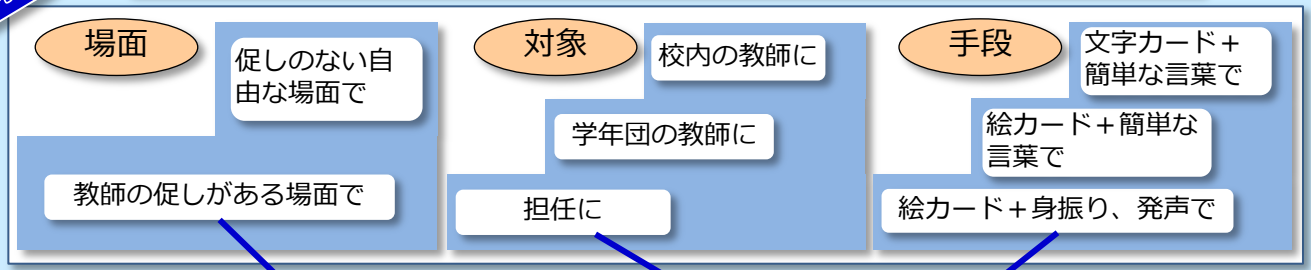 場面
促しのない自
由な場面で
教師の促しがある場面で
対象
校内の教師に
学年団の教師に
担任に
手段
文字カード＋
簡単な言葉で
絵カード＋簡単な
言葉で
絵カード＋身振り、発声で